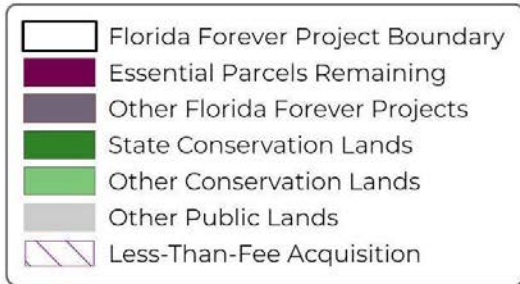 Florida Forever Project Boundary
Essential Parcels Remaining
Other Florida Forever Projects
State Conservation Lands
Other Conservation Lands
Other Public Lands
Less-Than-Fee Acquisition